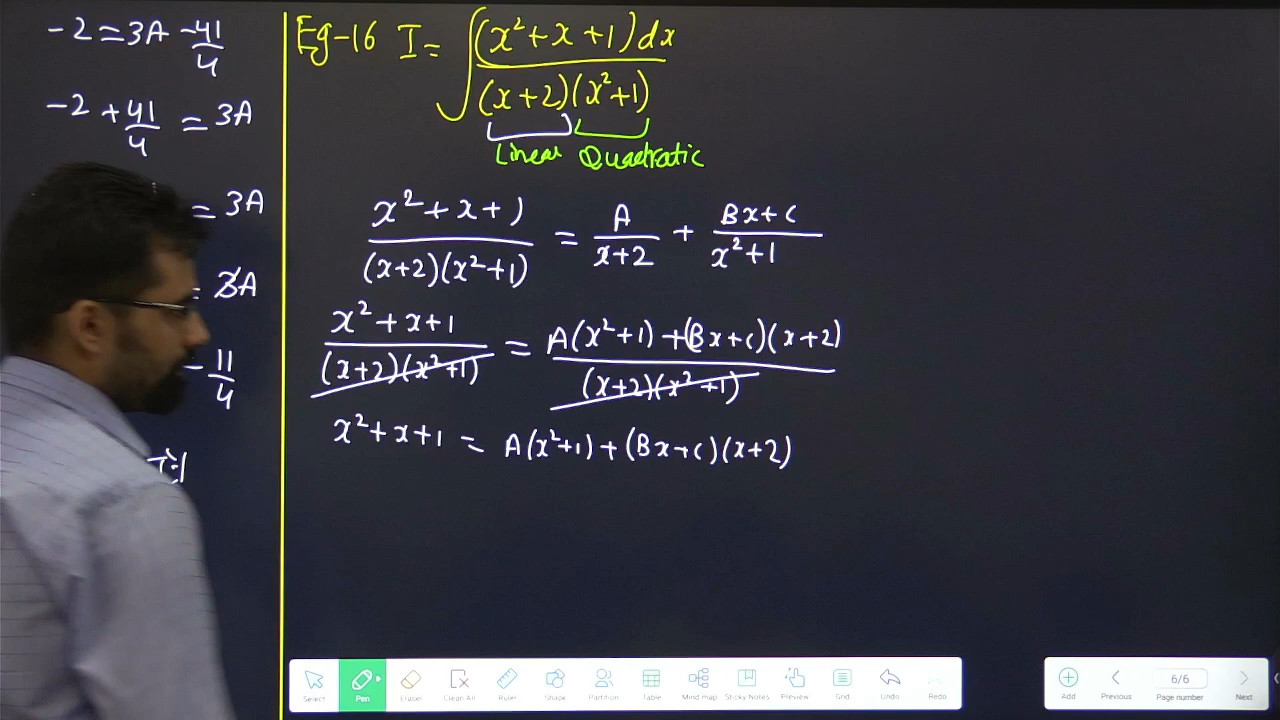 -2 = 3A - 41/4
-2 + 41/4 = 3A
= 3A
= 3A
- 11/4
Eg-16 I = ∫ (x² + x + 1) dx / (x+2)(x²+1)
Linear Quadratic
x² + x + 1 / (x+2)(x²+1) = A / x+2 + Bx+C / x²+1
x² + x + 1 / (x+2)(x²+1) = A(x²+1) + (Bx+C)(x+2) / (x+2)(x²+1)
x² + x + 1 = A(x²+1) + (Bx+C)(x+2)
Select Pen Eraser Clean All Ruler Shape Partition Table Mind map Sticky Notes Preview Grid Undo Redo
6/6
Add Previous Page number Next